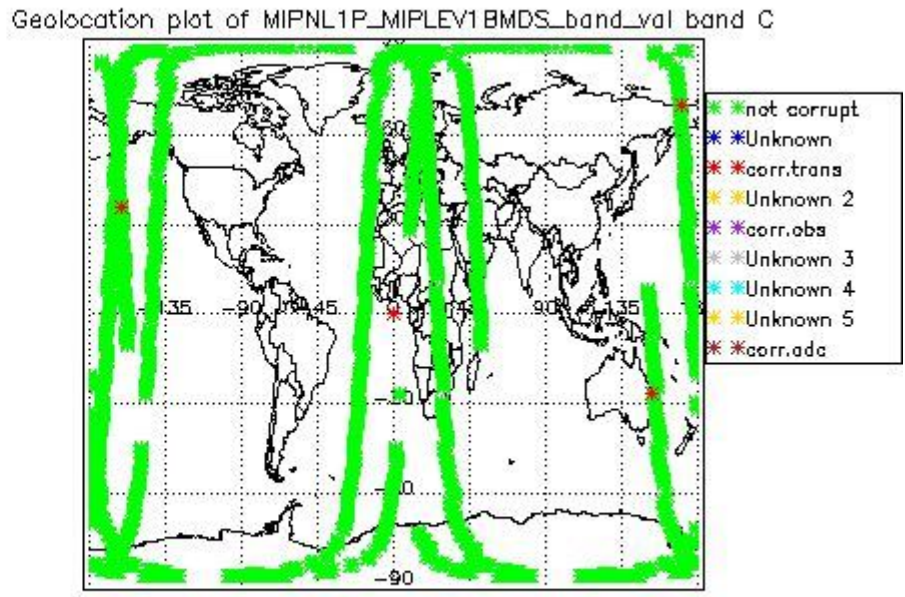 Geolocation plot of MIPNL1P_MIPLEV1BMDS_band_val band C
not corrupt
Unknown
corr.trans
Unknown 2
corr.obs
Unknown 3
Unknown 4
Unknown 5
corr.adc
-135 -90 -45 90 135
-90